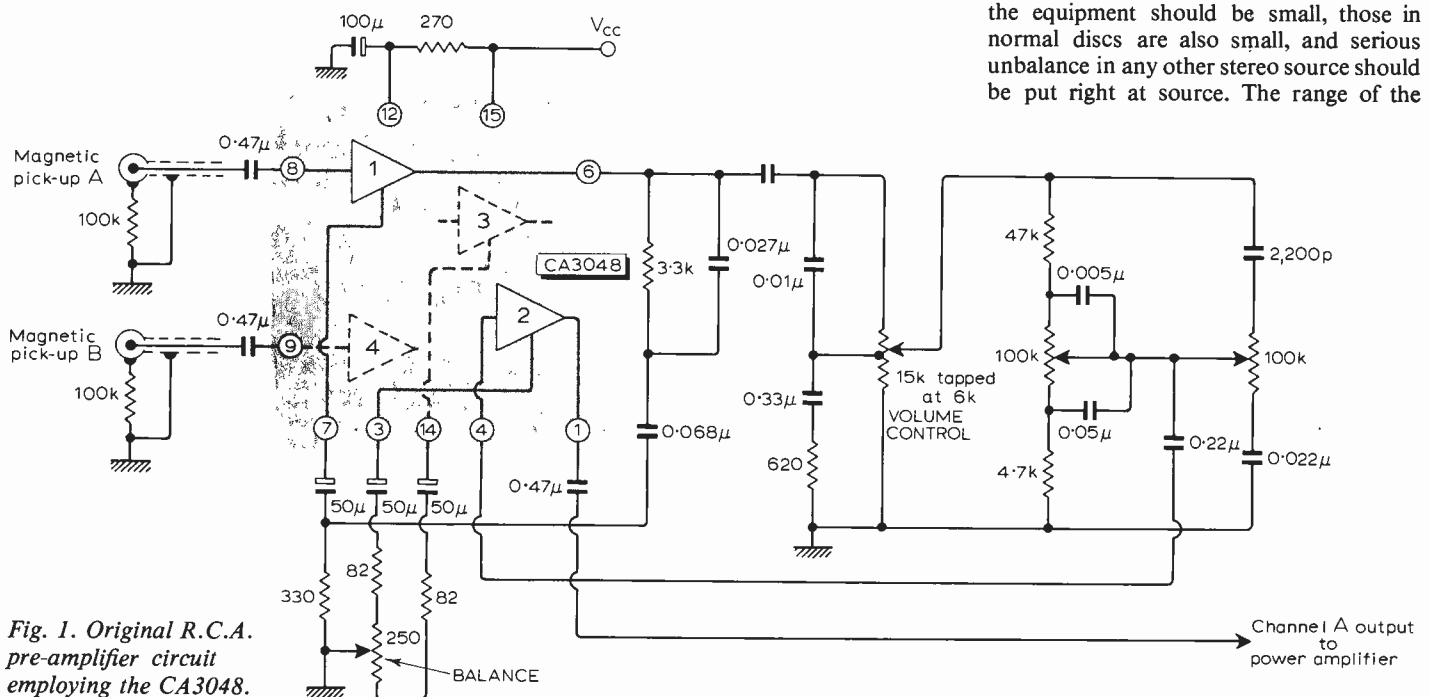 the equipment should be small, those in
normal discs are also small, and serious
unbalance in any other stereo source should
be put right at source. The range of the
100μ
270
Vcc
12
15
Magnetic
pick-up A
0·47μ
8
1
6
100k
3
CA3048
3.3k
0·027μ
0·01μ
47k
0·005μ
2,200p
Magnetic
pick-up B
0·47μ
9
4
2
100k
100k
100k
15k tapped
at 6k
VOLUME
CONTROL
0·33μ
0·05μ
7
3
14
4
1
0·068μ
620
4.7k
0·22μ
0·022μ
50μ
50μ
50μ
0·47μ
330
82
82
250
BALANCE
Channel A output
to
power amplifier
Fig. 1. Original R.C.A.
pre-amplifier circuit
employing the CA3048.